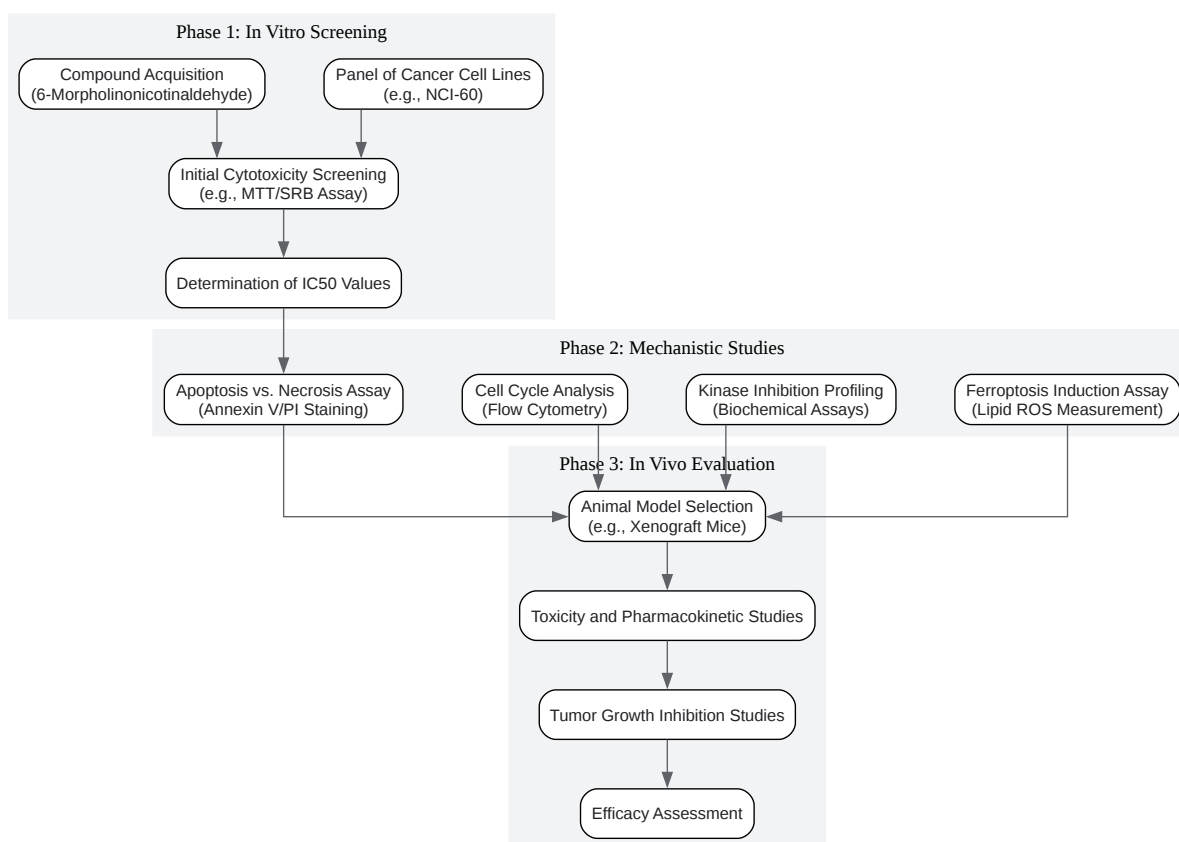 Phase 1: In Vitro Screening
Compound Acquisition
(6-Morpholinonicotinaldehyde)
Panel of Cancer Cell Lines
(e.g., NCI-60)
Initial Cytotoxicity Screening
(e.g., MTT/SRB Assay)
Determination of IC50 Values
Phase 2: Mechanistic Studies
Apoptosis vs. Necrosis Assay
(Annexin V/PI Staining)
Cell Cycle Analysis
(Flow Cytometry)
Kinase Inhibition Profiling
(Biochemical Assays)
Ferroptosis Induction Assay
(Lipid ROS Measurement)
Phase 3: In Vivo Evaluation
Animal Model Selection
(e.g., Xenograft Mice)
Toxicity and Pharmacokinetic Studies
Tumor Growth Inhibition Studies
Efficacy Assessment